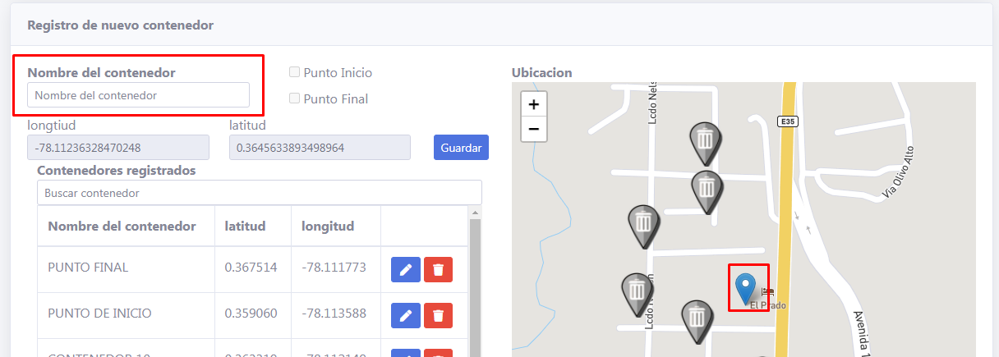 Registro de nuevo contenedor
Nombre del contenedor
Nombre del contenedor
Punto Inicio
Punto Final
longtiud
latitud
-78.11236328470248
0.3645633893498964
Guardar
Contenedores registrados
Buscar contenedor
Nombre del contenedor latitud longitud
PUNTO FINAL 0.367514 -78.111773
PUNTO DE INICIO 0.359060 -78.113588
CONTENEDOR 10
Ubicacion
+
−
Lcdo Nels
E35
Via Olivo Alto
Lcdo N
El Prado
Avenida 1